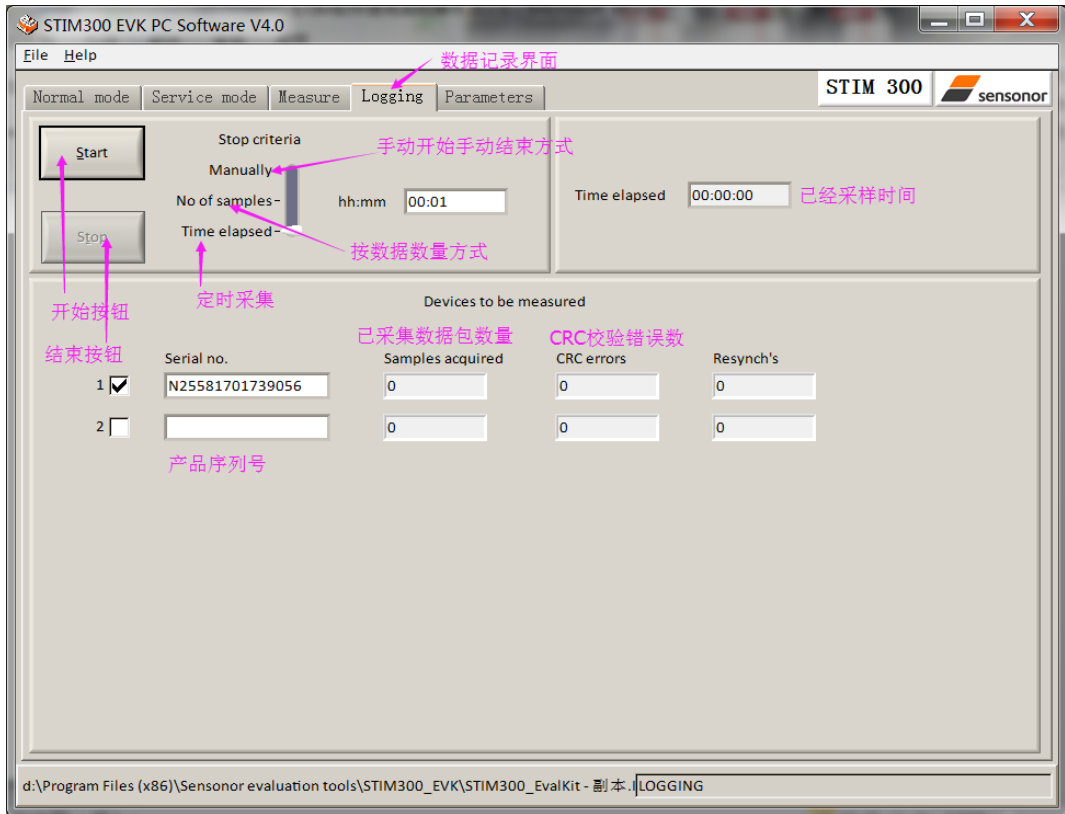 STIM300 EVK PC Software V4.0
File Help
数据记录界面
Normal mode Service mode Measure Logging Parameters
STIM 300 sensonor
Start
Stop criteria
手动开始手动结束方式
Manually
No of samples
hh:mm 00:01
Time elapsed 00:00:00 已经采样时间
Stop
Time elapsed
按数据数量方式
开始按钮
定时采集
Devices to be measured
结束按钮
已采集数据包数量
CRC校验错误数
Serial no. Samples acquired CRC errors Resynch's
1 N25581701739056 0 0 0
2 0 0 0
产品序列号
d:\Program Files (x86)\Sensonor evaluation tools\STIM300_EVK\STIM300_EvalKit - 副本.I LOGGING